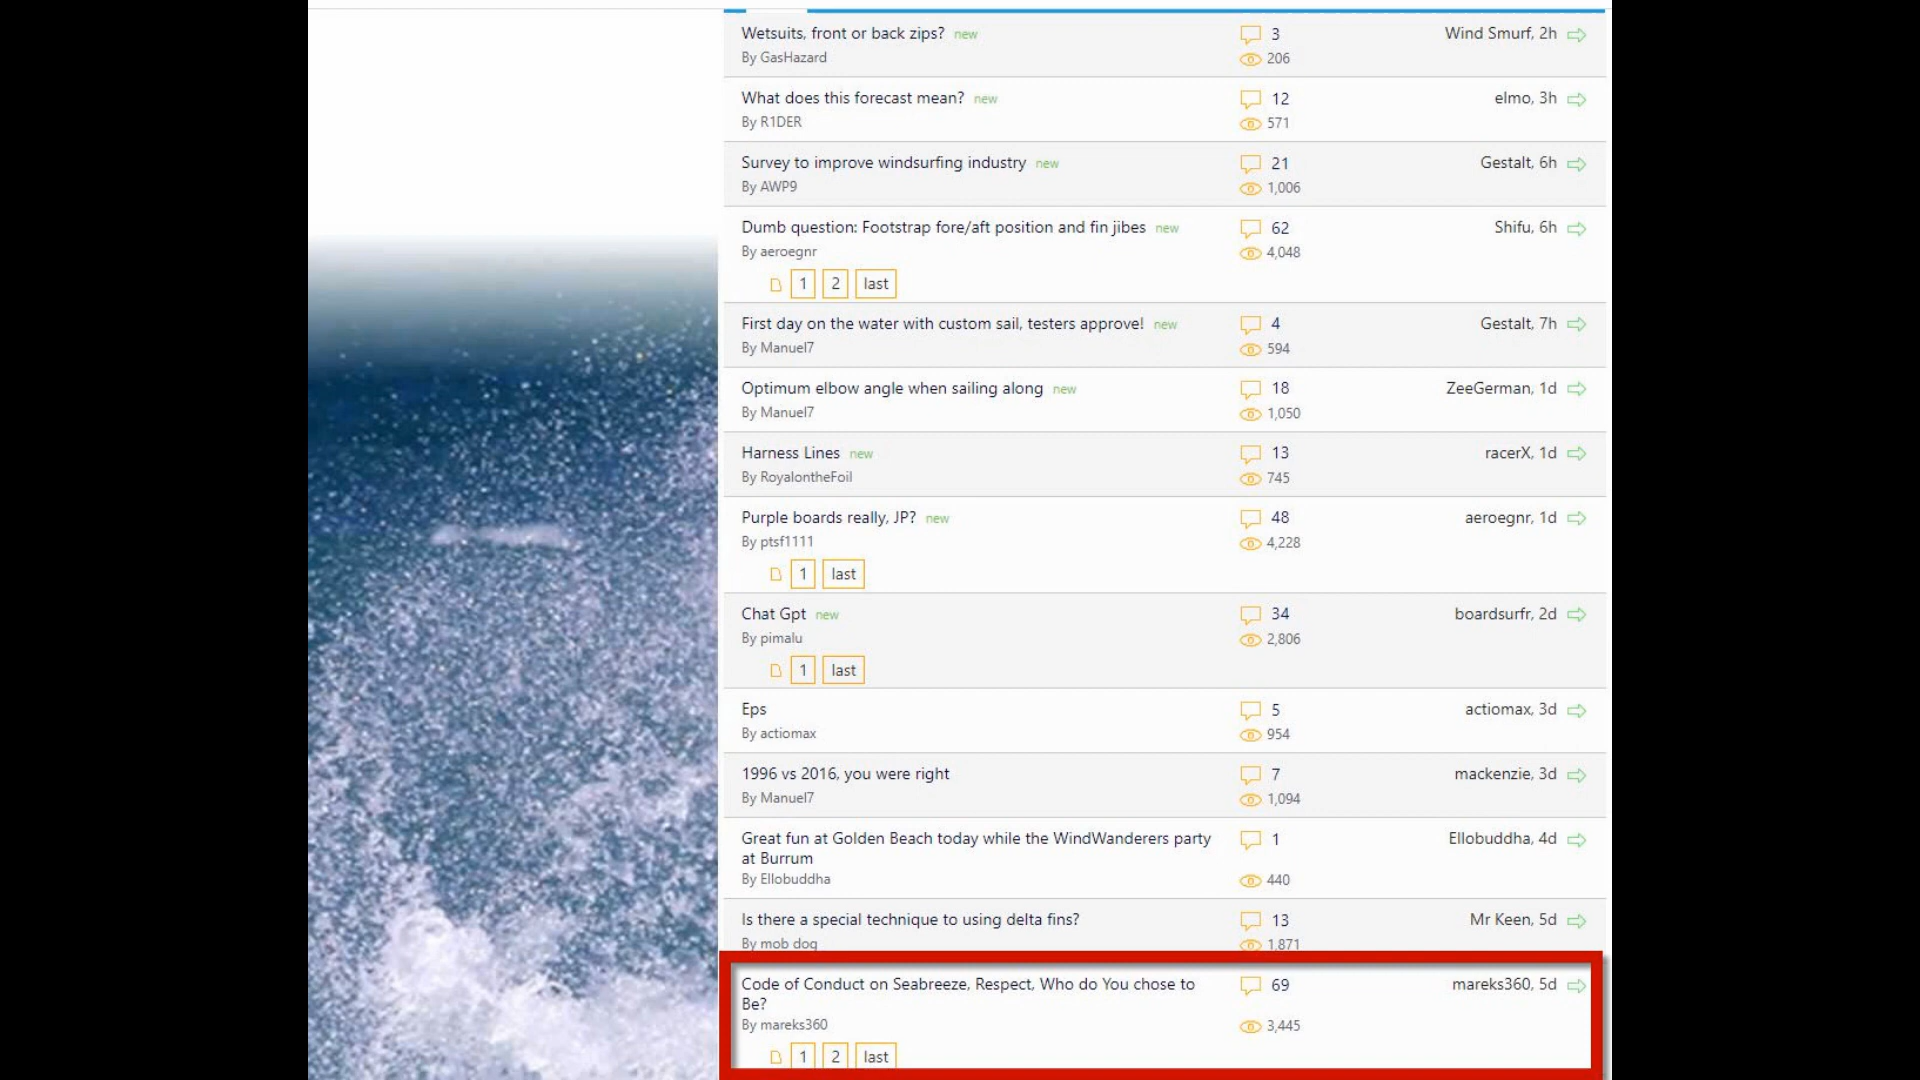 Wetsuits, front or back zips? new 3 Wind Smurf, 2h
By GasHazard 206
What does this forecast mean? new 12 elmo, 3h
By R1DER 571
Survey to improve windsurfing industry new 21 Gestalt, 6h
By AWP9 1,006
Dumb question: Footstrap fore/aft position and fin jibes new 62 Shifu, 6h
By aeroegnr 4,048
1 2 last
First day on the water with custom sail, testers approve! new 4 Gestalt, 7h
By Manuel7 594
Optimum elbow angle when sailing along new 18 ZeeGerman, 1d
By Manuel7 1,050
Harness Lines new 13 racerX, 1d
By RoyalontheFoil 745
Purple boards really, JP? new 48 aeroegnr, 1d
By ptsf1111 4,228
1 last
Chat Gpt new 34 boardsurfr, 2d
By pimalu 2,806
1 last
Eps 5 actiomax, 3d
By actiomax 954
1996 vs 2016, you were right 7 mackenzie, 3d
By Manuel7 1,094
Great fun at Golden Beach today while the WindWanderers party 1 Ellobuddha, 4d
at Burrum
By Ellobuddha 440
Is there a special technique to using delta fins? 13 Mr Keen, 5d
By mob dog 1,871
Code of Conduct on Seabreeze, Respect, Who do You chose to 69 mareks360, 5d
Be?
By mareks360 3,445
1 2 last